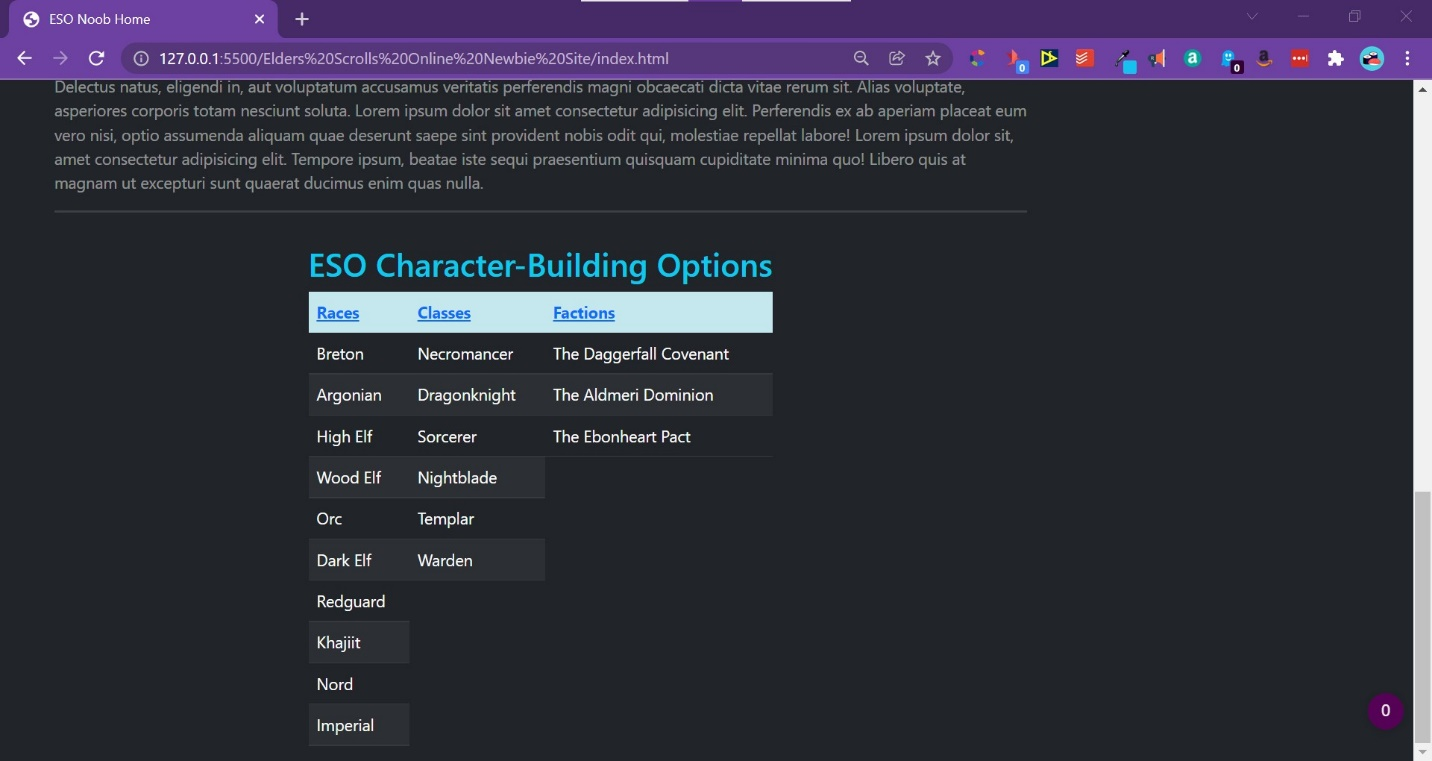 ESO Noob Home
127.0.0.1:5500/Elders%20Scrolls%20Online%20Newbie%20Site/index.html
Delectus natus, eligendi in, aut voluptatum accusamus veritatis perferendis magni obcaecati dicta vitae rerum sit. Alias voluptate,
asperiores corporis totam nesciunt soluta. Lorem ipsum dolor sit amet consectetur adipisicing elit. Perferendis ex ab aperiam placeat eum
vero nisi, optio assumenda aliquam quae deserunt saepe sint provident nobis odit qui, molestiae repellat labore! Lorem ipsum dolor sit,
amet consectetur adipisicing elit. Tempore ipsum, beatae iste sequi praesentium quisquam cupiditate minima quo! Libero quis at
magnam ut excepturi sunt quaerat ducimus enim quas nulla.
ESO Character-Building Options
Races Classes Factions
Breton Necromancer The Daggerfall Covenant
Argonian Dragonknight The Aldmeri Dominion
High Elf Sorcerer The Ebonheart Pact
Wood Elf Nightblade
Orc Templar
Dark Elf Warden
Redguard
Khajiit
Nord
Imperial
0